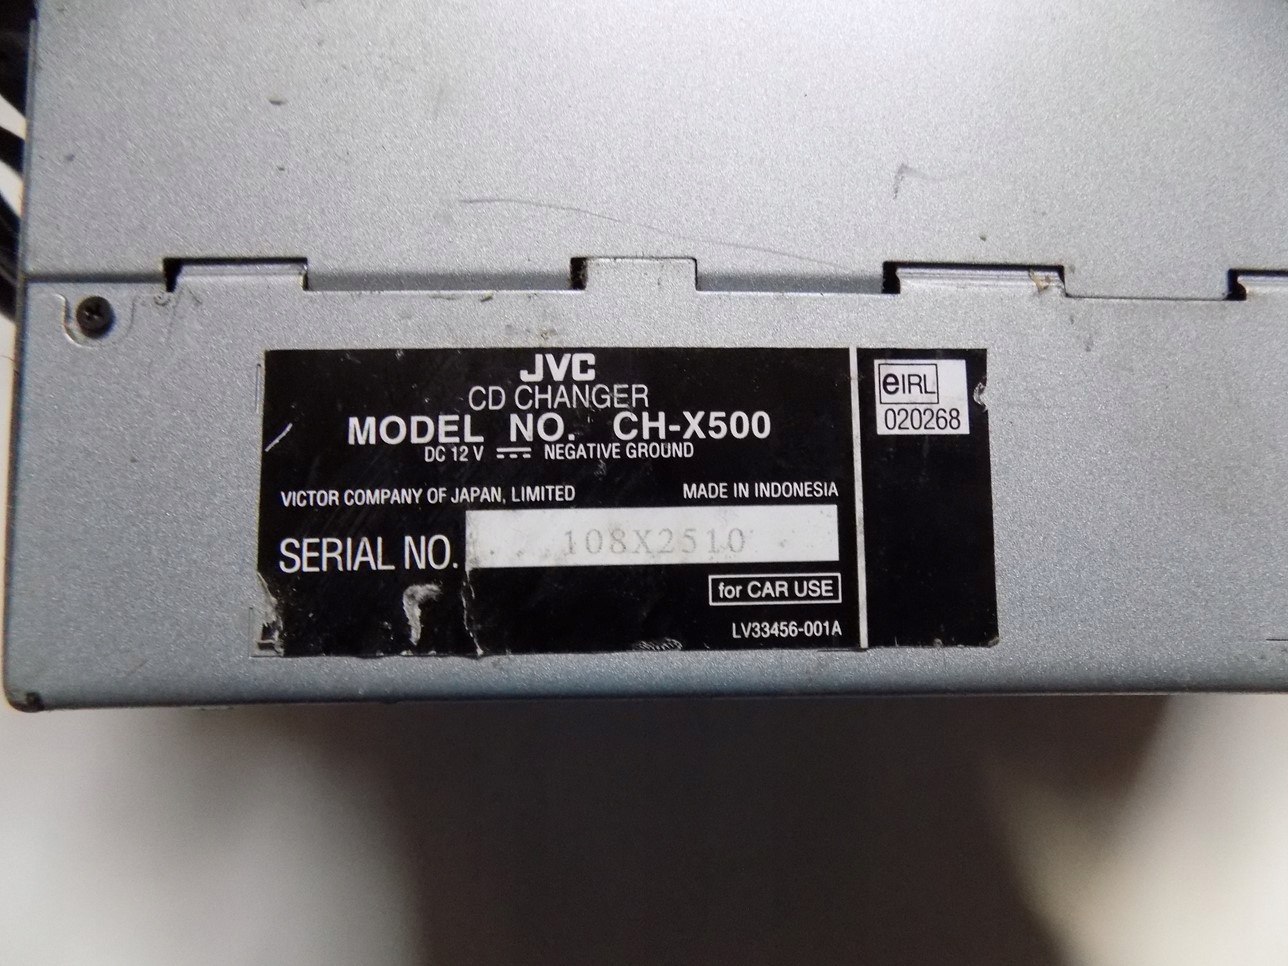 JVC
CD CHANGER
MODEL NO. CH-X500
DC 12 V ⎓ NEGATIVE GROUND
VICTOR COMPANY OF JAPAN, LIMITED MADE IN INDONESIA
SERIAL NO. 108X2510
for CAR USE
LV33456-001A
eIRL
020268